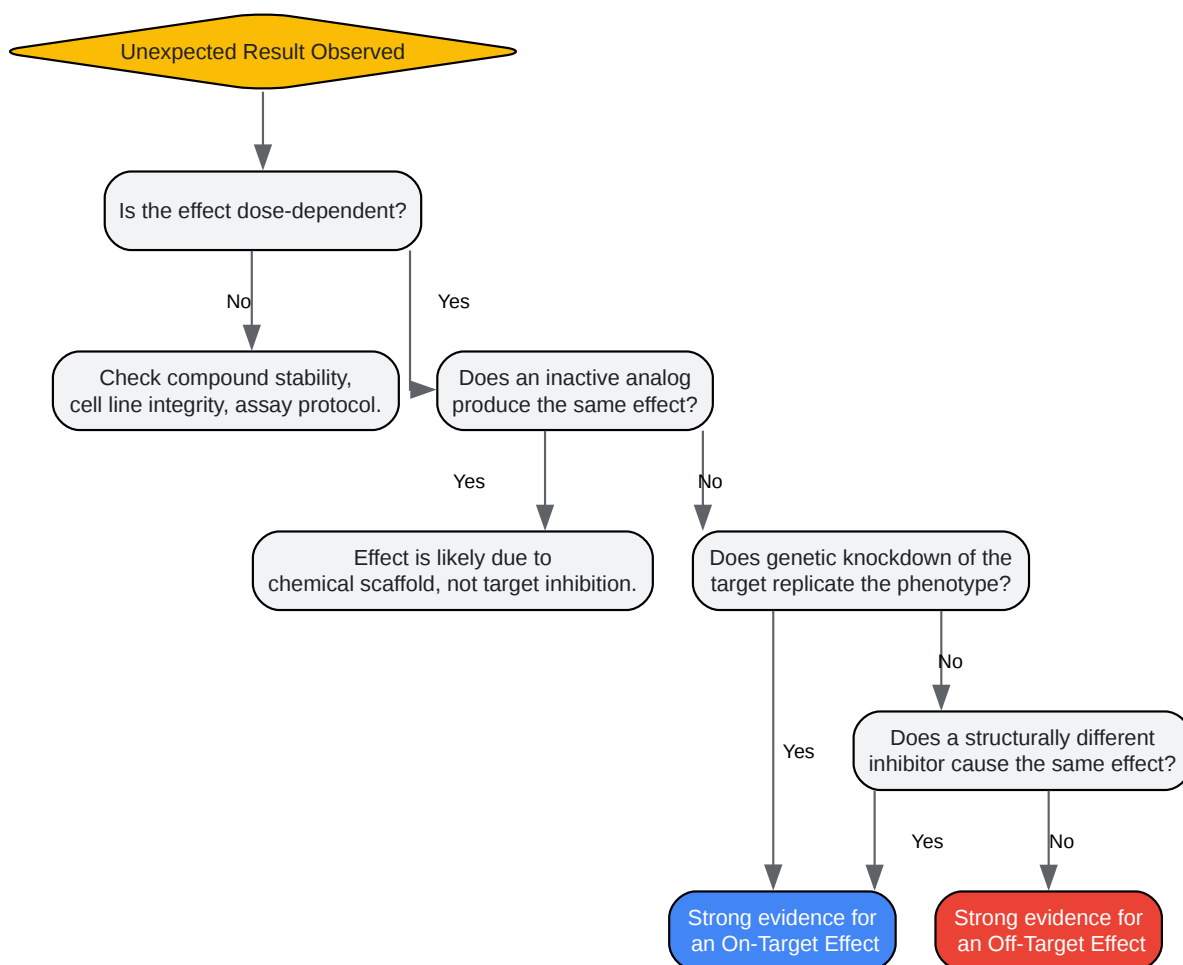 Unexpected Result Observed
Is the effect dose-dependent?
No
Yes
Check compound stability,
cell line integrity, assay protocol.
Does an inactive analog
produce the same effect?
Yes
No
Effect is likely due to
chemical scaffold, not target inhibition.
Does genetic knockdown of the
target replicate the phenotype?
No
Does a structurally different
inhibitor cause the same effect?
Yes
Yes
No
Strong evidence for
an On-Target Effect
Strong evidence for
an Off-Target Effect